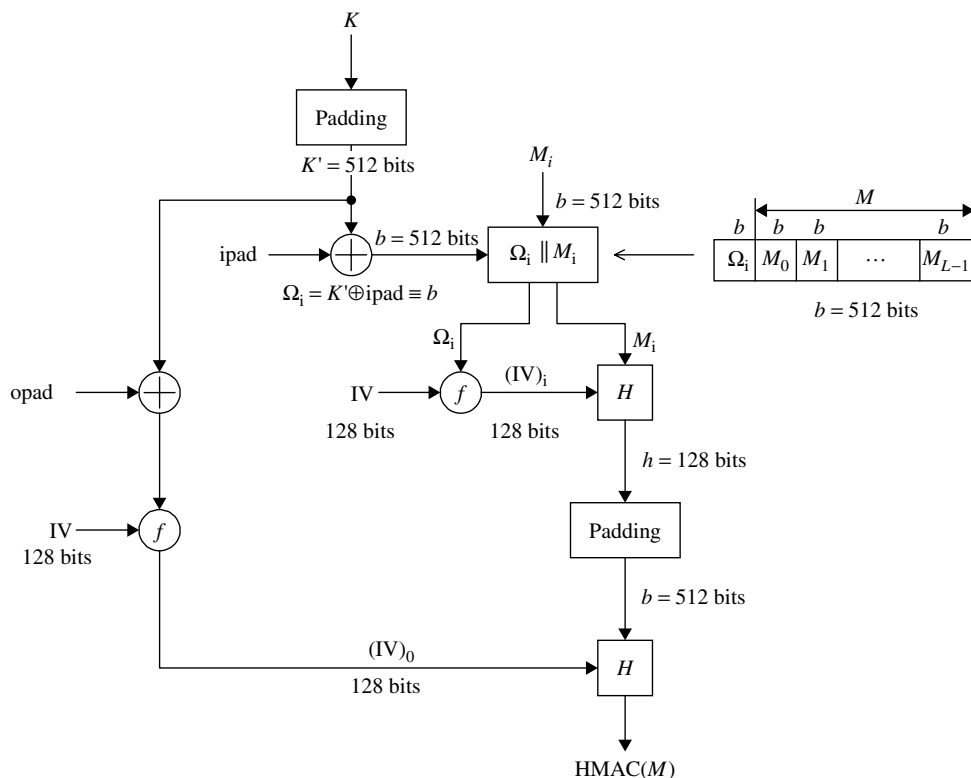 K
Padding
K' = 512 bits
M_i
b = 512 bits
M
b b b b
ipad
b = 512 bits
Ω_i || M_i
Ω_i M_0 M_1 ... M_{L−1}
Ω_i = K'⊕ipad ≡ b
b = 512 bits
Ω_i
M_i
opad
IV
f
(IV)_i
H
128 bits
128 bits
h = 128 bits
IV
f
Padding
128 bits
b = 512 bits
(IV)_0
H
128 bits
HMAC(M)